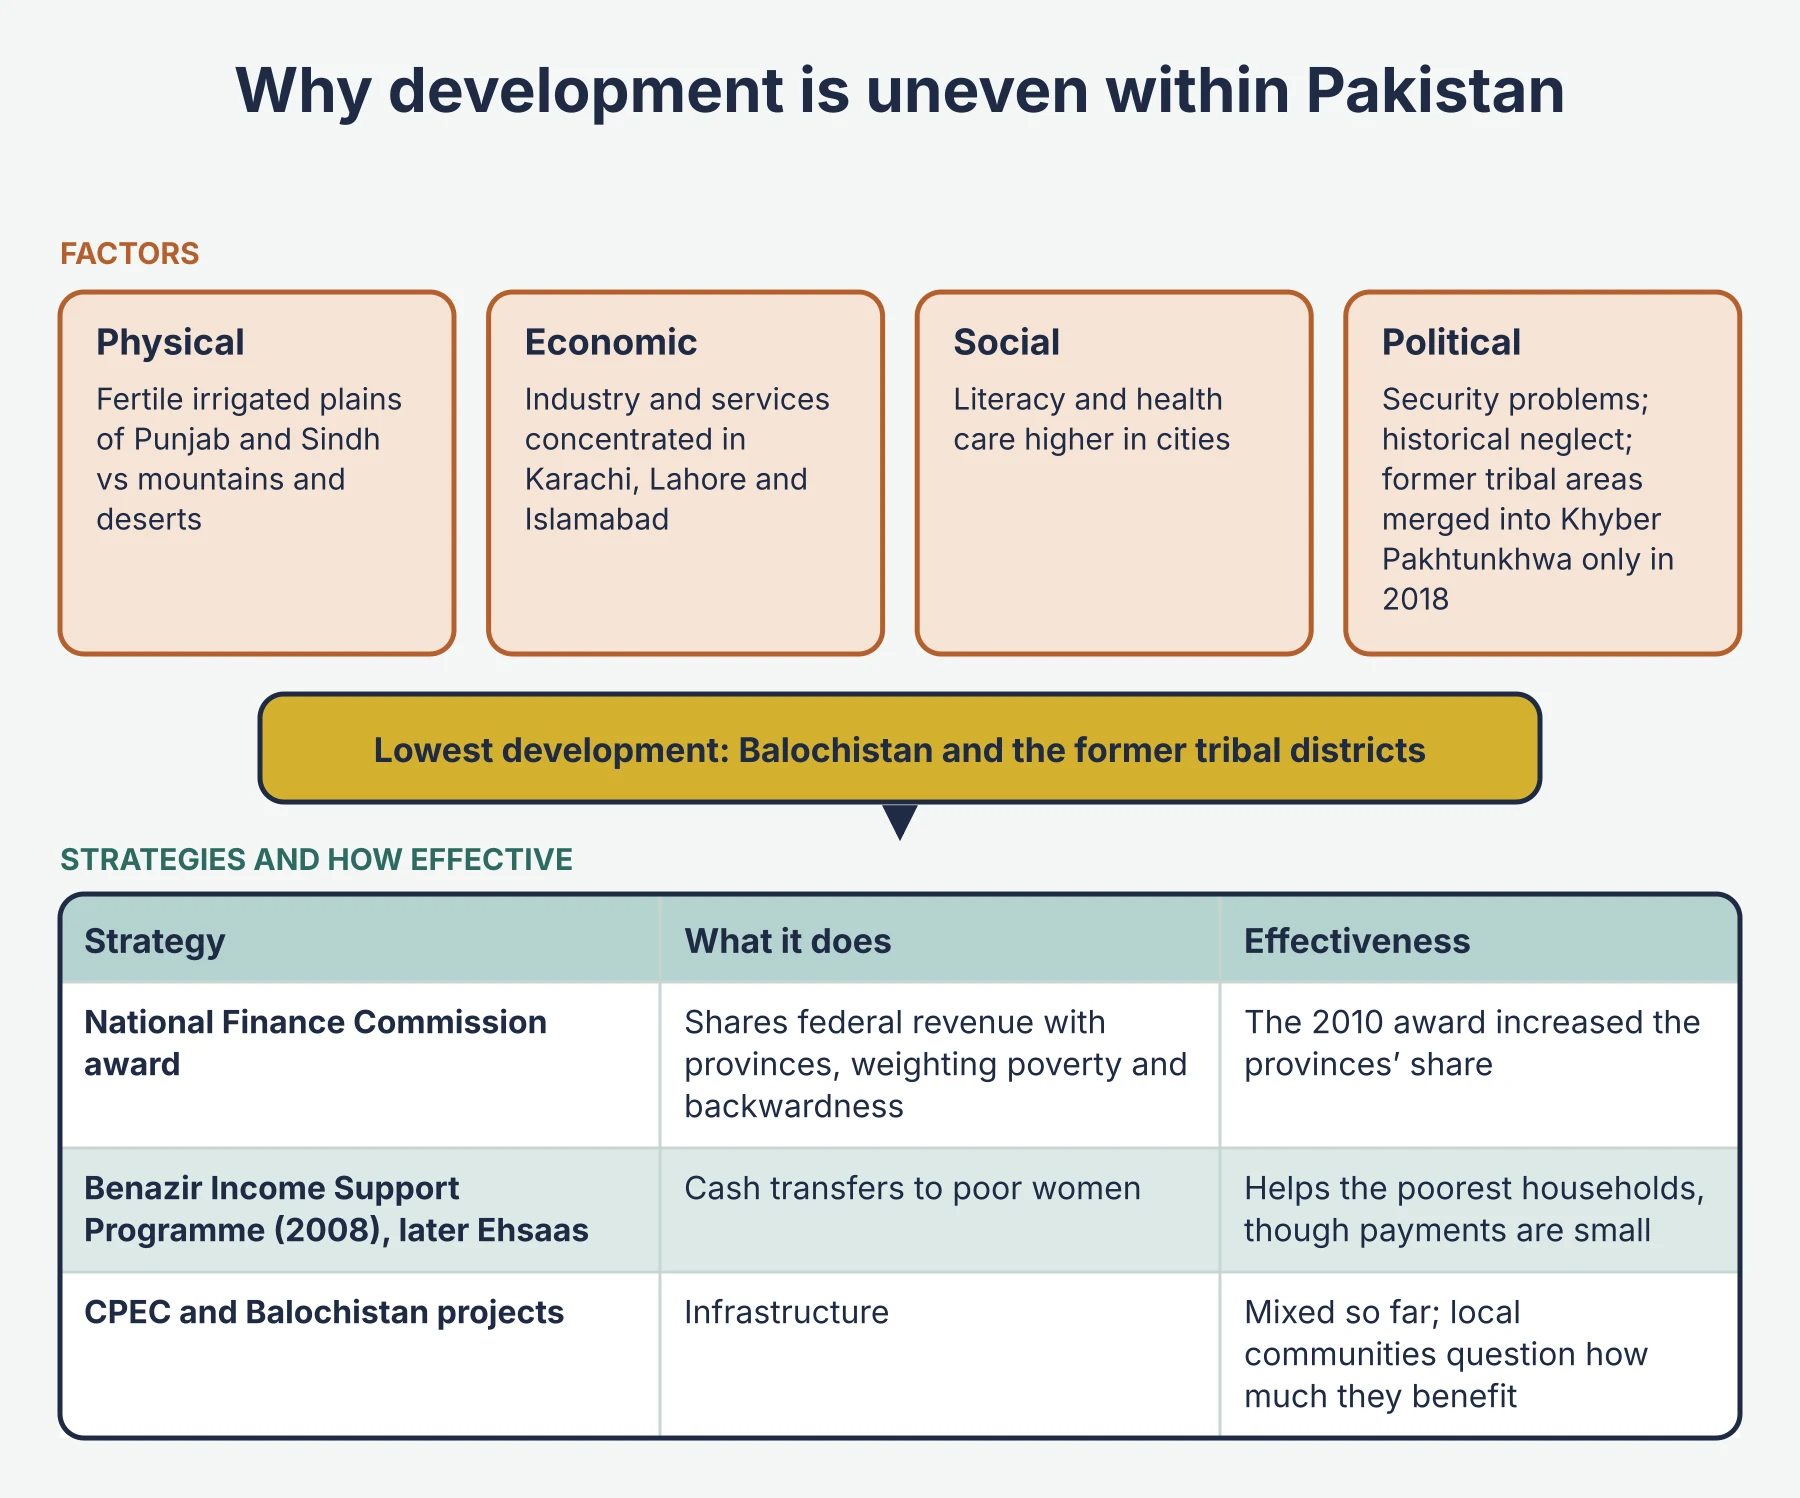 Why development is uneven within Pakistan
FACTORS
Physical
Fertile irrigated plains
of Punjab and Sindh
vs mountains and
deserts
Economic
Industry and services
concentrated in
Karachi, Lahore and
Islamabad
Social
Literacy and health
care higher in cities
Political
Security problems;
historical neglect;
former tribal areas
merged into Khyber
Pakhtunkhwa only in
2018
Lowest development: Balochistan and the former tribal districts
STRATEGIES AND HOW EFFECTIVE
Strategy
What it does
Effectiveness
National Finance Commission
award
Shares federal revenue with
provinces, weighting poverty and
backwardness
The 2010 award increased the
provinces’ share
Benazir Income Support
Programme (2008), later Ehsaas
Cash transfers to poor women
Helps the poorest households,
though payments are small
CPEC and Balochistan projects
Infrastructure
Mixed so far; local
communities question how
much they benefit